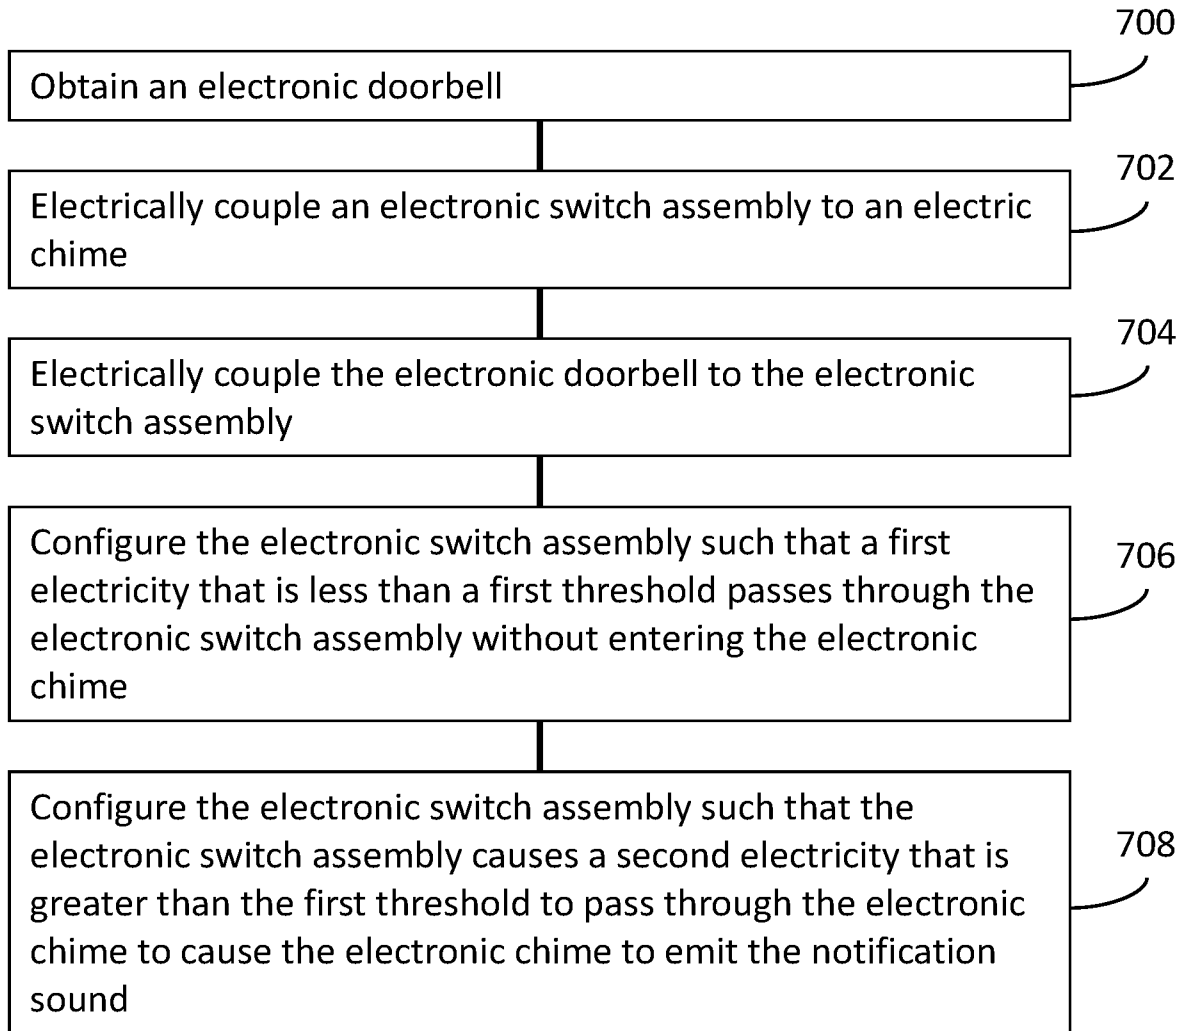 700
Obtain an electronic doorbell
702
Electrically couple an electronic switch assembly to an electric
chime
704
Electrically couple the electronic doorbell to the electronic
switch assembly
706
Configure the electronic switch assembly such that a first
electricity that is less than a first threshold passes through the
electronic switch assembly without entering the electronic
chime
708
Configure the electronic switch assembly such that the
electronic switch assembly causes a second electricity that is
greater than the first threshold to pass through the electronic
chime to cause the electronic chime to emit the notification
sound